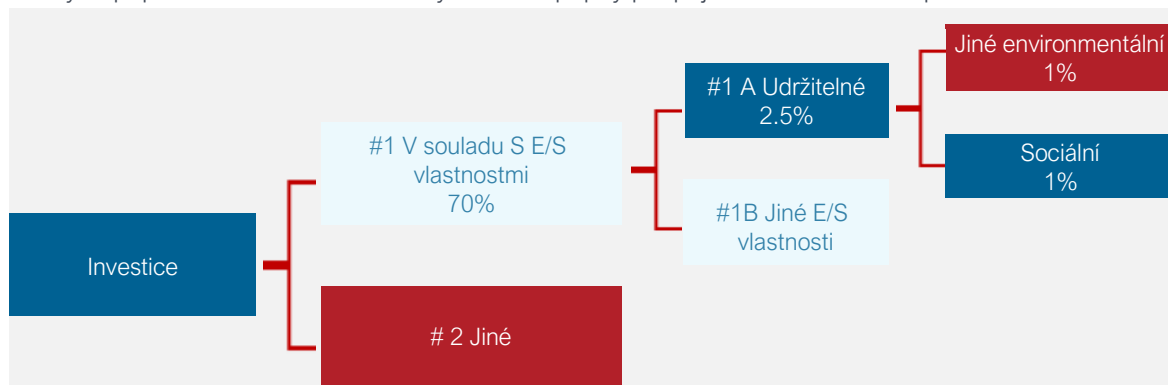 Investice
#1 V souladu S E/S
vlastnostmi
70%
# 2 Jiné
#1 A Udržitelné
2.5%
#1B Jiné E/S
vlastnosti
Jiné environmentální
1%
Sociální
1%